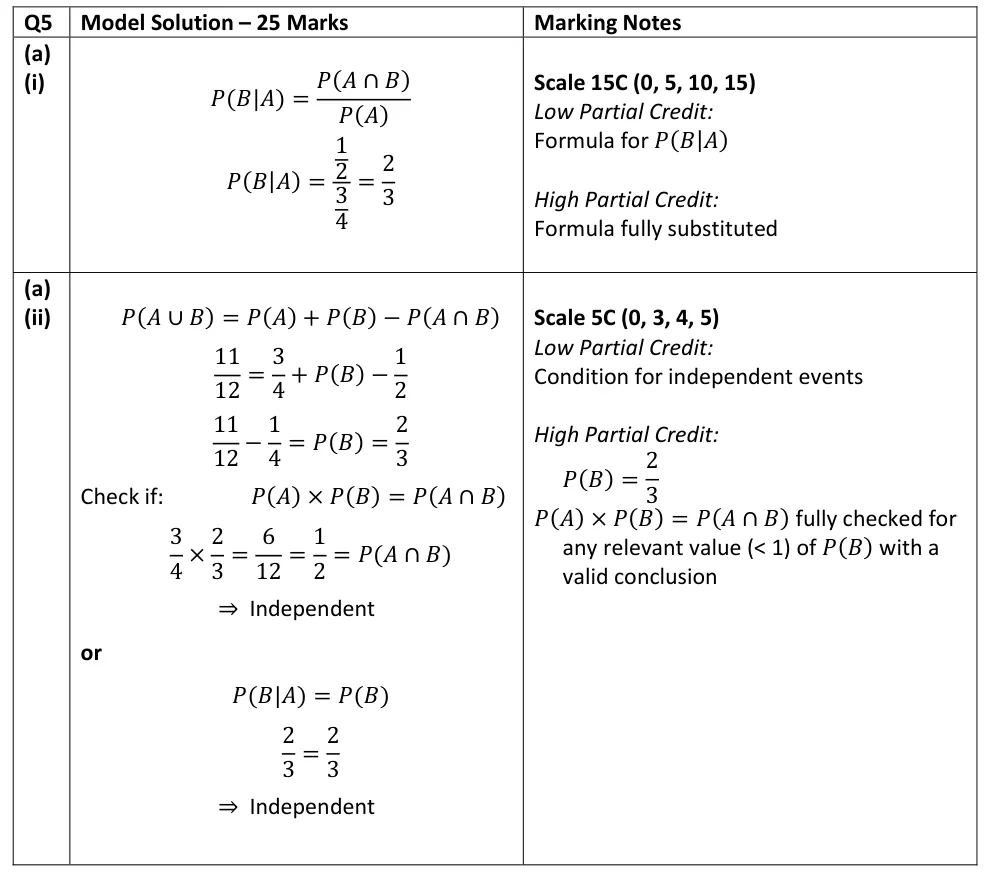 Q5 Model Solution – 25 Marks Marking Notes
(a)
(i)
P(B|A) = P(A ∩ B) / P(A)
P(B|A) = (1/2) / (3/4) = 2/3
Scale 15C (0, 5, 10, 15)
Low Partial Credit:
Formula for P(B|A)
High Partial Credit:
Formula fully substituted
(a)
(ii)
P(A ∪ B) = P(A) + P(B) − P(A ∩ B)
11/12 = 3/4 + P(B) − 1/2
11/12 − 1/4 = P(B) = 2/3
Check if: P(A) × P(B) = P(A ∩ B)
3/4 × 2/3 = 6/12 = 1/2 = P(A ∩ B)
⇒ Independent
or
P(B|A) = P(B)
2/3 = 2/3
⇒ Independent
Scale 5C (0, 3, 4, 5)
Low Partial Credit:
Condition for independent events
High Partial Credit:
P(B) = 2/3
P(A) × P(B) = P(A ∩ B) fully checked for
any relevant value (< 1) of P(B) with a
valid conclusion